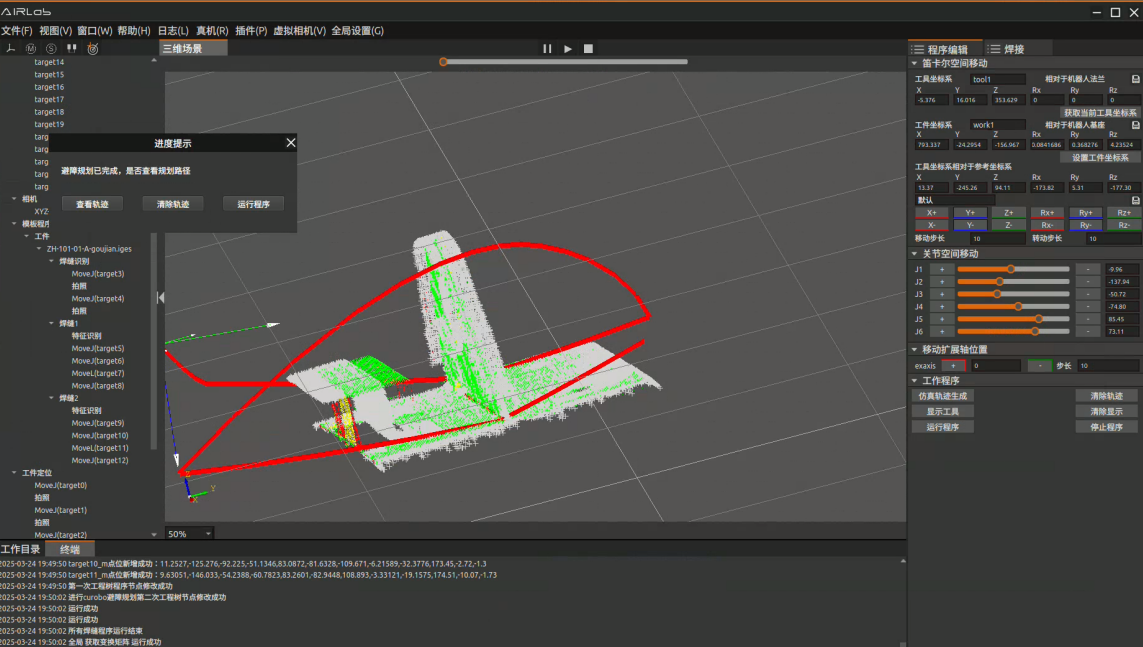 AIRLab
文件(F) 视图(V) 窗口(W) 帮助(H) 日志(L) 真机(R) 插件(P) 虚拟相机(V) 全局设置(G)
三维场景
target14
target15
target16
target17
target18
target19
targ
targ
targ
targ
targ
相机
XYZ-
模板程序
工件
ZH-101-01-A-goujian.iges
焊缝识别
MoveJ(target3)
拍照
MoveJ(target4)
拍照
焊缝1
特征识别
MoveJ(target5)
MoveJ(target6)
MoveL(target7)
MoveJ(target8)
焊缝2
特征识别
MoveJ(target9)
MoveJ(target10)
MoveL(target11)
MoveJ(target12)
工件定位
MoveJ(target0)
拍照
MoveJ(target1)
拍照
MoveJ(target2)
进度提示
避障规划已完成，是否查看规划路径
查看轨迹 清除轨迹 运行程序
Z
Y
X
50%
程序编辑 焊接
笛卡尔空间移动
工具坐标系 tool1 相对于机器人法兰
X Y Z Rx Ry Rz
-5.376 16.016 353.629 0 0 0
获取当前工具坐标系
工件坐标系 work1 相对于机器人基座
X Y Z Rx Ry Rz
793.337 -24.2954 -156.967 0.0841686 0.368276 4.23524
设置工件坐标系
工具坐标系相对于参考坐标系
X Y Z Rx Ry Rz
13.37 -245.26 94.11 -173.82 5.31 -177.30
默认
X+ Y+ Z+ Rx+ Ry+ Rz+
X- Y- Z- Rx- Ry- Rz-
移动步长 10 转动步长 10
关节空间移动
J1 + - -9.96
J2 + - -137.94
J3 + - -50.72
J4 + - -74.80
J5 + - 85.45
J6 + - 73.11
移动扩展轴位置
exaxis + 0 - 步长 10
工作程序
仿真轨迹生成 清除轨迹
显示工具 清除显示
运行程序 停止程序
工作目录 终端
2025-03-24 19:49:50 target10_m点位新增成功：11.2527,-125.276,-92.225,-51.1346,83.0872,-81.6328,-109.671,-6.21589,-32.3776,173.45,-2.72,-1.3
2025-03-24 19:49:50 target11_m点位新增成功：9.63051,-146.033,-54.2388,-60.7823,83.2601,-82.9448,108.893,-3.33121,-19.1575,174.51,-10.07,-1.73
2025-03-24 19:49:50 第一次工程树程序节点修改成功
2025-03-24 19:50:02 进行curobo避障规划第二次工程树节点修改成功
2025-03-24 19:50:02 运行成功
2025-03-24 19:50:02 运行成功
2025-03-24 19:50:02 所有焊缝程序运行结束
2025-03-24 19:50:02 全局 获取变换矩阵 运行成功